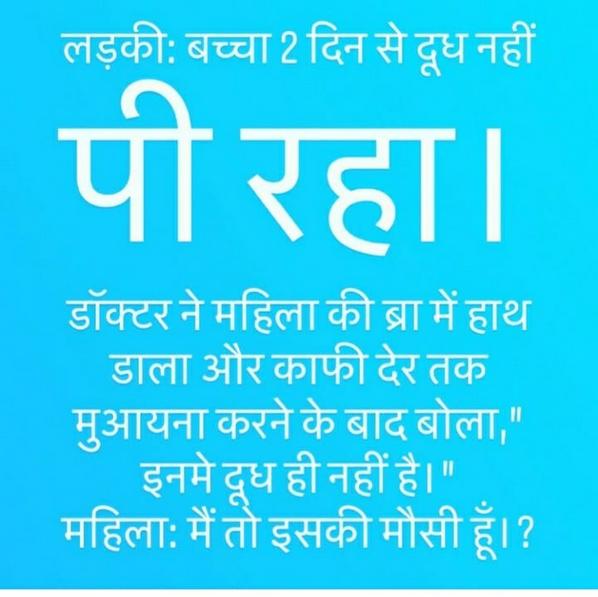 लड़की: बच्चा 2 दिन से दूध नहीं
पी रहा।
डॉक्टर ने महिला की ब्रा में हाथ
डाला और काफी देर तक
मुआयना करने के बाद बोला,"
इनमे दूध ही नहीं है।"
महिला: मैं तो इसकी मौसी हूँ।?